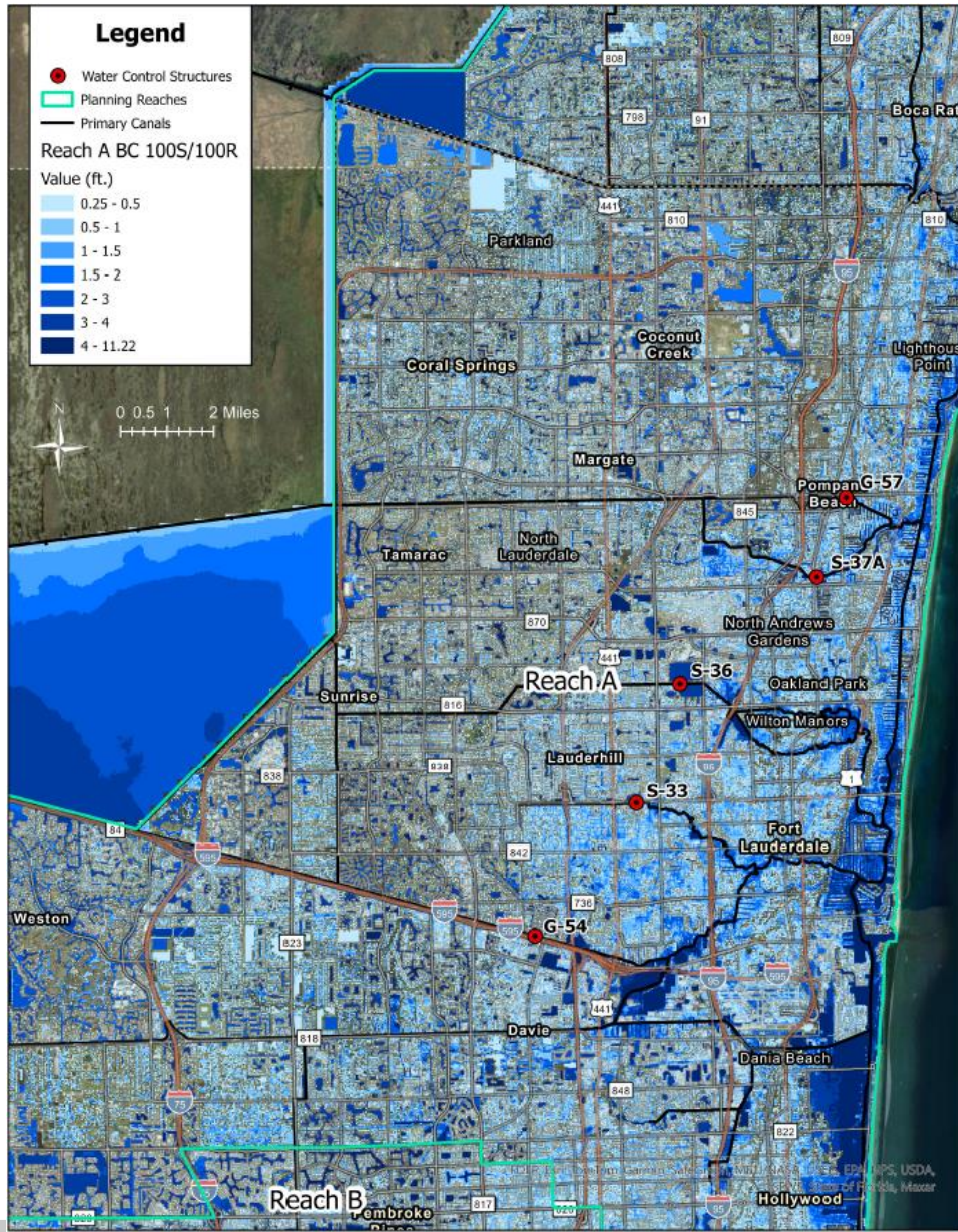 Legend
Water Control Structures
Planning Reaches
Primary Canals
Reach A BC 100S/100R
Value (ft.)
0.25 - 0.5
0.5 - 1
1 - 1.5
1.5 - 2
2 - 3
3 - 4
4 - 11.22
N
0 0.5 1 2 Miles
809
808
798
91
Boca Rat
441
810
810
Parkland
95
Coconut
Creek
Lighthous
Point
Coral Springs
Margate
Pompan
Beach
G-57
845
Tamarac
North
Lauderdale
S-37A
870
North Andrews
Gardens
441
Reach A
S-36
Oakland Park
Sunrise
816
Wilton Manors
Lauderhill
838
838
1
S-33
84
595
842
Fort
Lauderdale
Weston
595
736
595
G-54
823
95
595
441
818
Davie
Dania Beach
848
75
822
Reach B
817
Pembroke
95
Hollywood